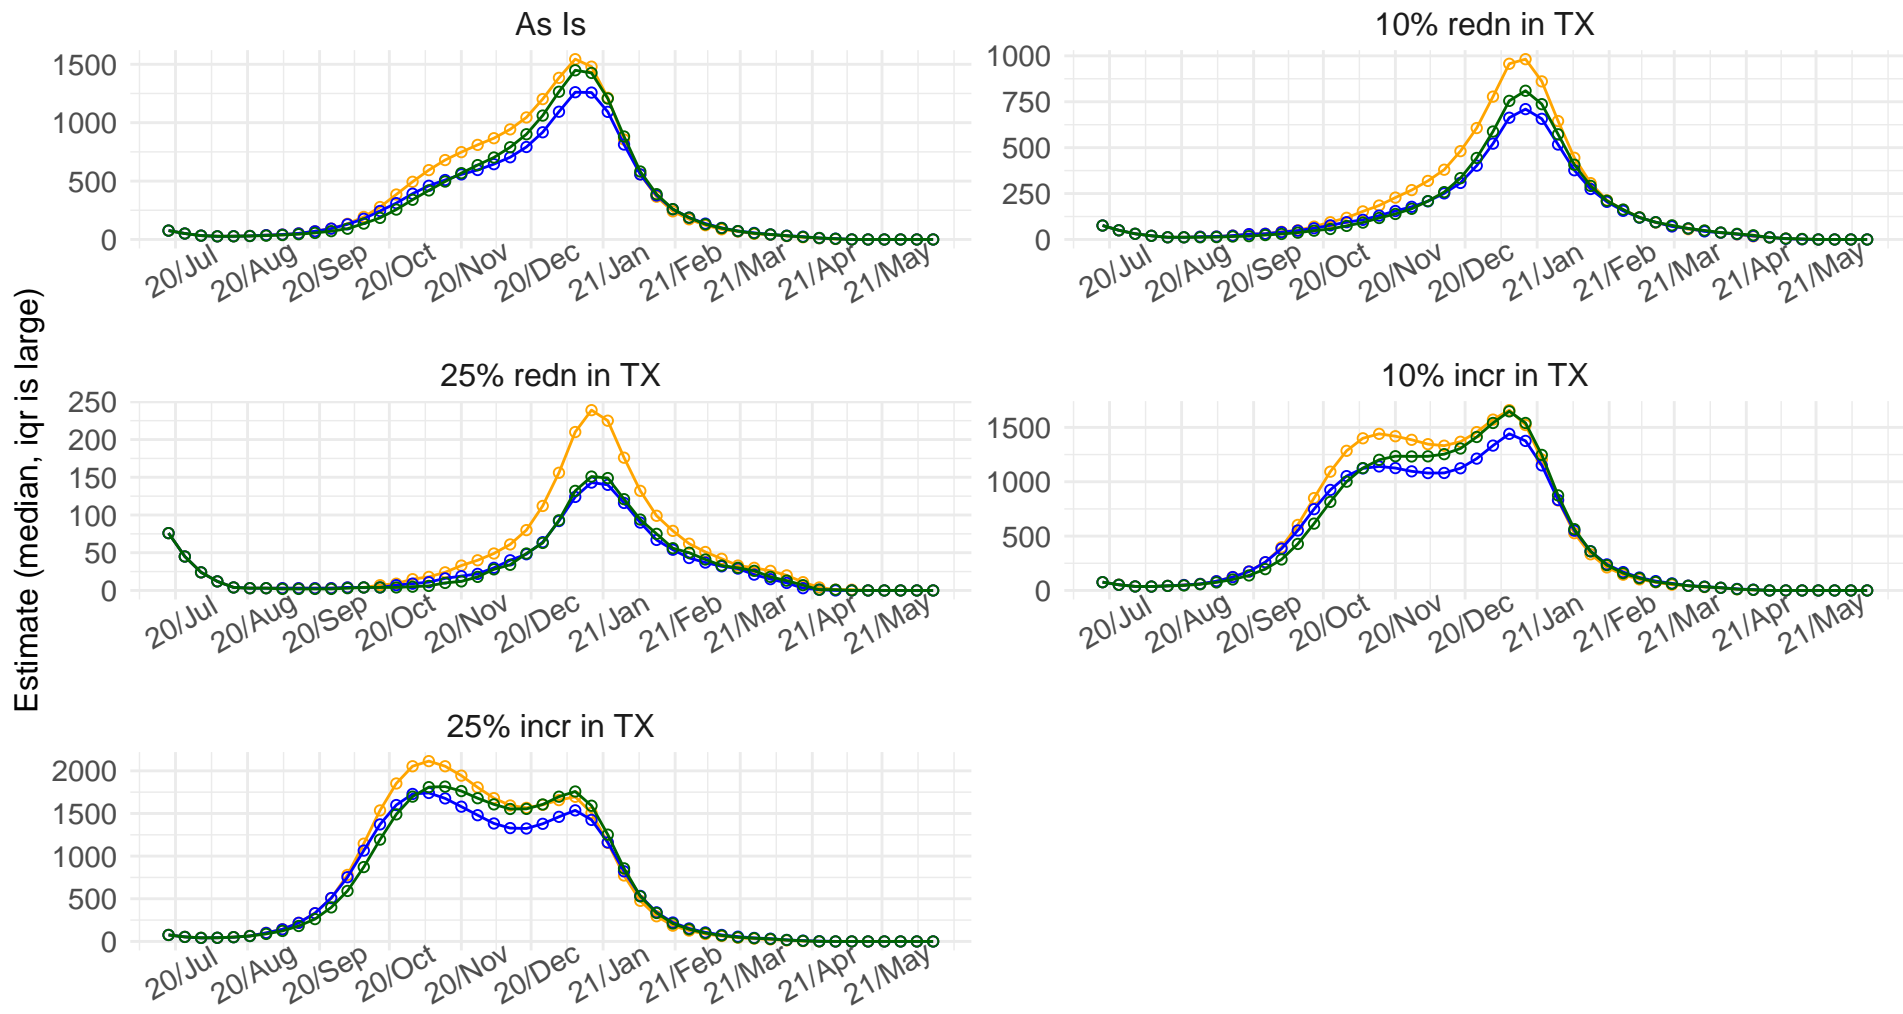 Estimate (median, iqr is large)
As Is
1500
1000
500
0
20/Jul
20/Aug
20/Sep
20/Oct
20/Nov
20/Dec
21/Jan
21/Feb
21/Mar
21/Apr
21/May
10% redn in TX
1000
750
500
250
0
20/Jul
20/Aug
20/Sep
20/Oct
20/Nov
20/Dec
21/Jan
21/Feb
21/Mar
21/Apr
21/May
25% redn in TX
250
200
150
100
50
0
20/Jul
20/Aug
20/Sep
20/Oct
20/Nov
20/Dec
21/Jan
21/Feb
21/Mar
21/Apr
21/May
10% incr in TX
1500
1000
500
0
20/Jul
20/Aug
20/Sep
20/Oct
20/Nov
20/Dec
21/Jan
21/Feb
21/Mar
21/Apr
21/May
25% incr in TX
2000
1500
1000
500
0
20/Jul
20/Aug
20/Sep
20/Oct
20/Nov
20/Dec
21/Jan
21/Feb
21/Mar
21/Apr
21/May